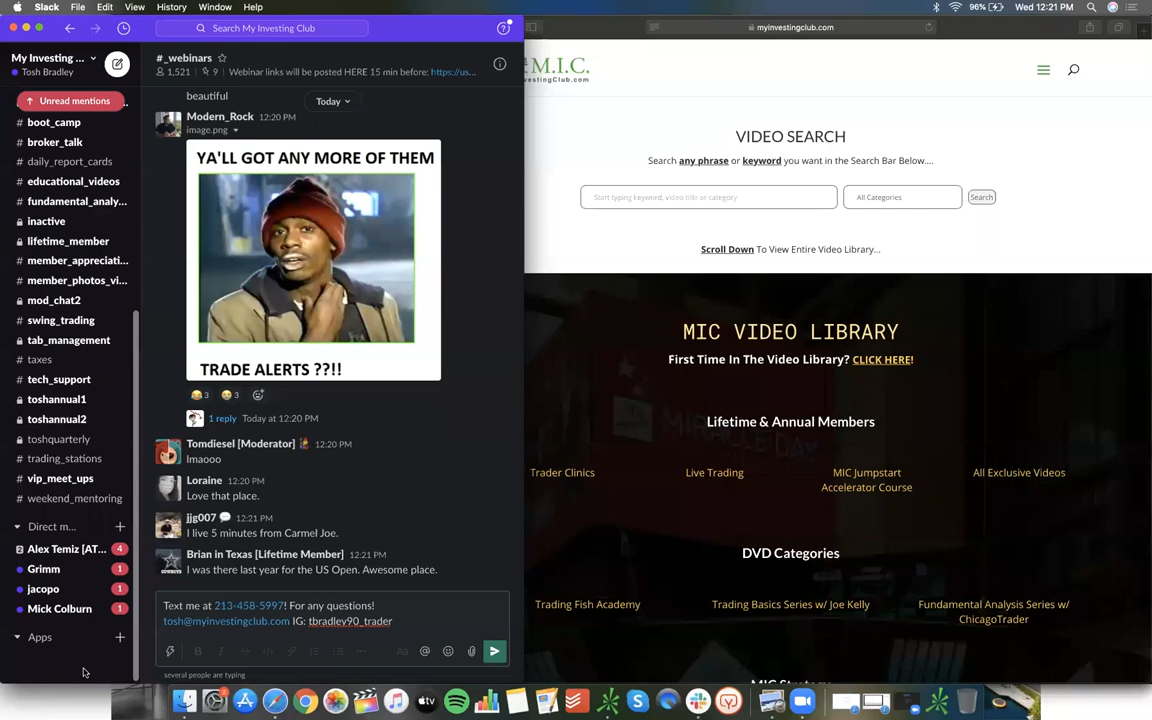 Slack File Edit View History Window Help 96% Wed 12:21 PM
Search My Investing Club
My Investing ...
Tosh Bradley
Unread mentions
# boot_camp
# broker_talk
# daily_report_cards
# educational_videos
# fundamental_analy...
inactive
lifetime_member
# member_appreciati...
# member_photos_vi...
mod_chat2
# swing_trading
tab_management
# taxes
# tech_support
toshannual1
toshannual2
toshquarterly
# trading_stations
# vip_meet_ups
# weekend_mentoring
Direct m...
2 Alex Temiz [AT... 4
Grimm 1
jacopo 1
Mick Colburn 1
Apps
#_webinars
1,521 9 Webinar links will be posted HERE 15 min before: https://us...
beautiful
Today
Modern_Rock 12:20 PM
image.png
YA'LL GOT ANY MORE OF THEM
TRADE ALERTS ??!!
3 3
1 reply Today at 12:20 PM
Tomdiesel [Moderator] 12:20 PM
lmaooo
Loraine 12:20 PM
Love that place.
jjg007 12:21 PM
I live 5 minutes from Carmel Joe.
Brian in Texas [Lifetime Member] 12:21 PM
I was there last year for the US Open. Awesome place.
Text me at 213-458-5997! For any questions!
tosh@myinvestingclub.com IG: tbradley90_trader
several people are typing
myinvestingclub.com
M.I.C.
VIDEO SEARCH
Search any phrase or keyword you want in the Search Bar Below....
Start typing keyword, video title or category
All Categories
Search
Scroll Down To View Entire Video Library...
MIC VIDEO LIBRARY
First Time In The Video Library? CLICK HERE!
Lifetime & Annual Members
Trader Clinics
Live Trading
MIC Jumpstart
Accelerator Course
All Exclusive Videos
DVD Categories
Trading Fish Academy
Trading Basics Series w/ Joe Kelly
Fundamental Analysis Series w/
ChicagoTrader